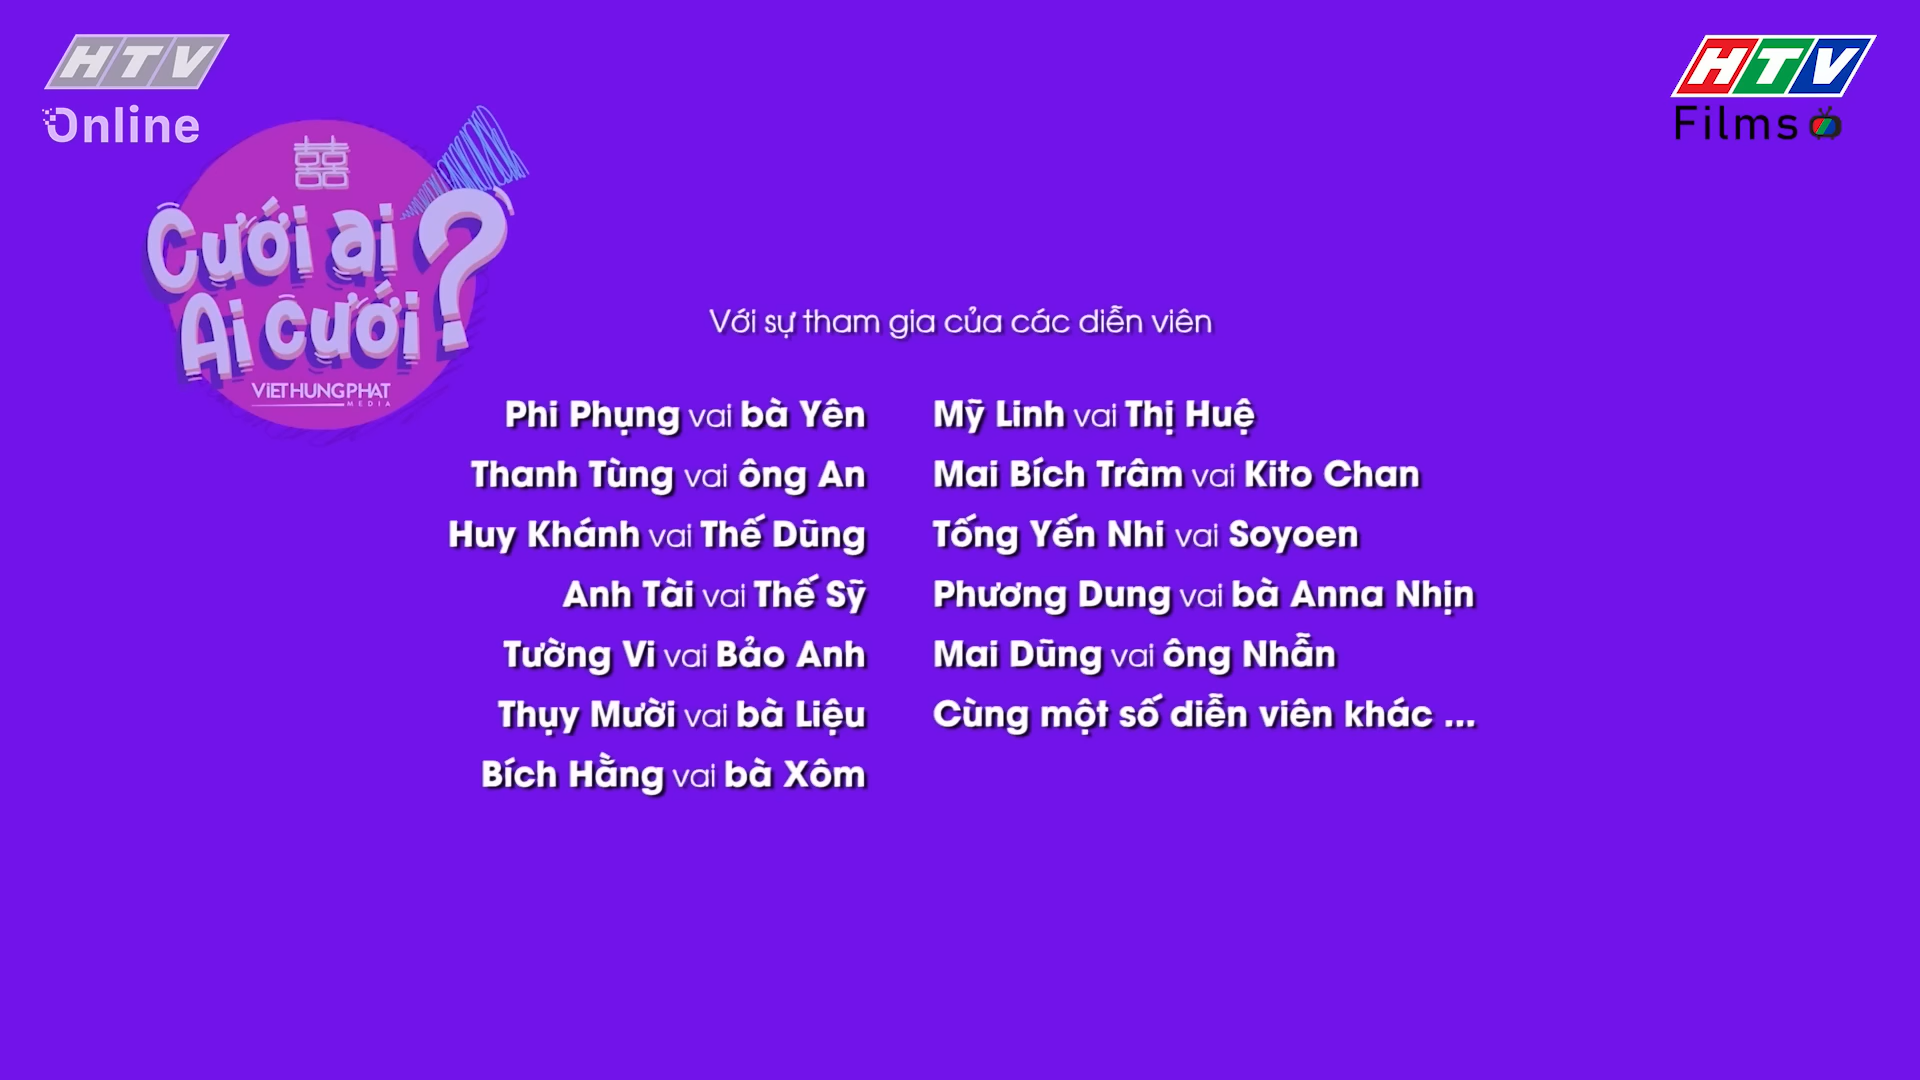 HTV
Online
HTV
Films
囍
Cưới ai
Ai cưới ?
VIETHUNGPHAT
MEDIA
Với sự tham gia của các diễn viên
Phi Phụng vai bà Yên
Thanh Tùng vai ông An
Huy Khánh vai Thế Dũng
Anh Tài vai Thế Sỹ
Tường Vi vai Bảo Anh
Thụy Mười vai bà Liệu
Bích Hằng vai bà Xôm
Mỹ Linh vai Thị Huệ
Mai Bích Trâm vai Kito Chan
Tống Yến Nhi vai Soyoen
Phương Dung vai bà Anna Nhịn
Mai Dũng vai ông Nhẫn
Cùng một số diễn viên khác ...